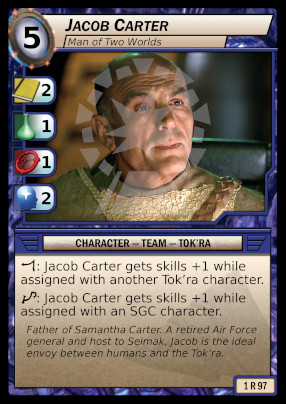 5
Jacob Carter
Man of Two Worlds
2
1
1
2
Character – Team – Tok'ra
: Jacob Carter gets skills +1 while
assigned with another Tok'ra character.
: Jacob Carter gets skills +1 while
assigned with an SGC character.
Father of Samantha Carter. A retired Air Force
general and host to Selmak, Jacob is the ideal
envoy between humans and the Tok'ra.
1 R 97